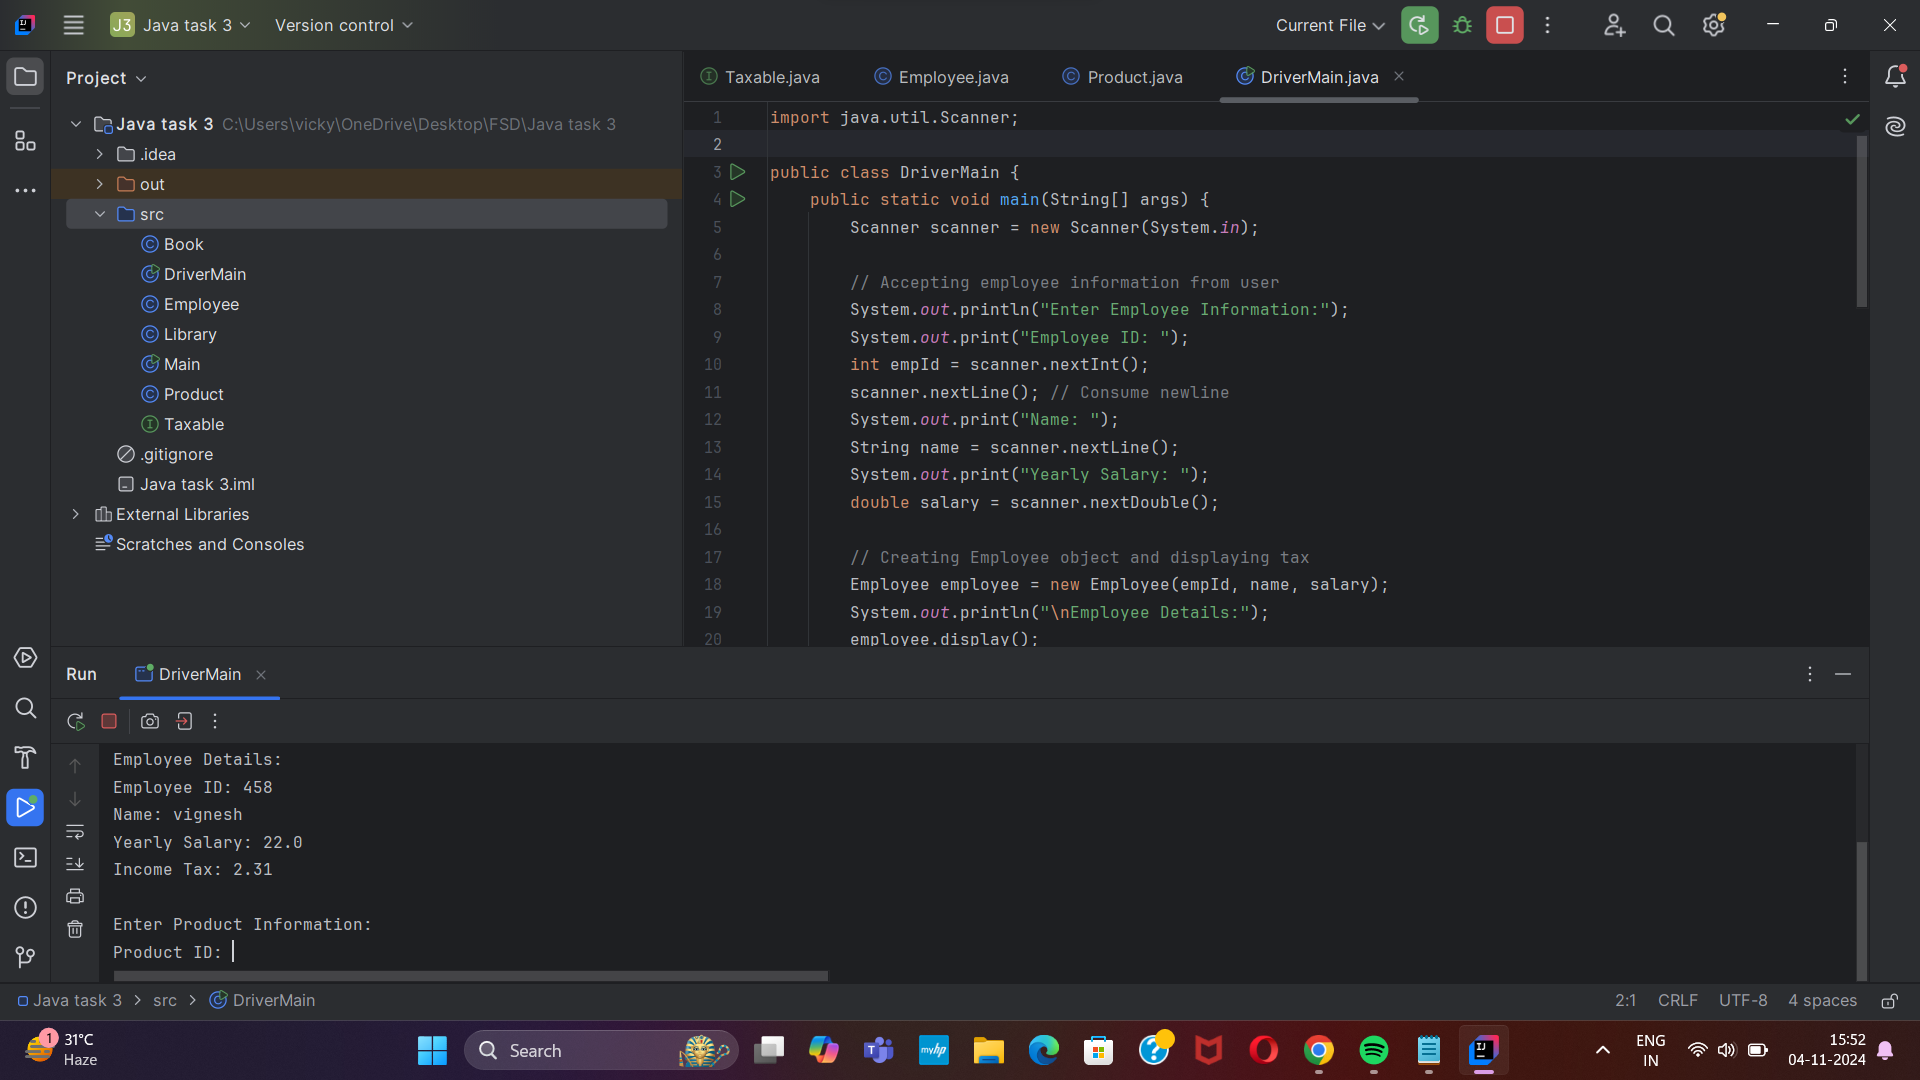 J3 Java task 3 Version control Current File
Project
Java task 3 C:\Users\vicky\OneDrive\Desktop\FSD\Java task 3
.idea
out
src
Book
DriverMain
Employee
Library
Main
Product
Taxable
.gitignore
Java task 3.iml
External Libraries
Scratches and Consoles
Taxable.java Employee.java Product.java DriverMain.java
1 import java.util.Scanner;
2
3 public class DriverMain {
4 public static void main(String[] args) {
5 Scanner scanner = new Scanner(System.in);
6
7 // Accepting employee information from user
8 System.out.println("Enter Employee Information:");
9 System.out.print("Employee ID: ");
10 int empId = scanner.nextInt();
11 scanner.nextLine(); // Consume newline
12 System.out.print("Name: ");
13 String name = scanner.nextLine();
14 System.out.print("Yearly Salary: ");
15 double salary = scanner.nextDouble();
16
17 // Creating Employee object and displaying tax
18 Employee employee = new Employee(empId, name, salary);
19 System.out.println("\nEmployee Details:");
20 employee.display();
Run DriverMain
Employee Details:
Employee ID: 458
Name: vignesh
Yearly Salary: 22.0
Income Tax: 2.31
Enter Product Information:
Product ID:
Java task 3 > src > DriverMain 2:1 CRLF UTF-8 4 spaces
1 31°C
Haze
Search
myhp
ENG
IN
15:52
04-11-2024